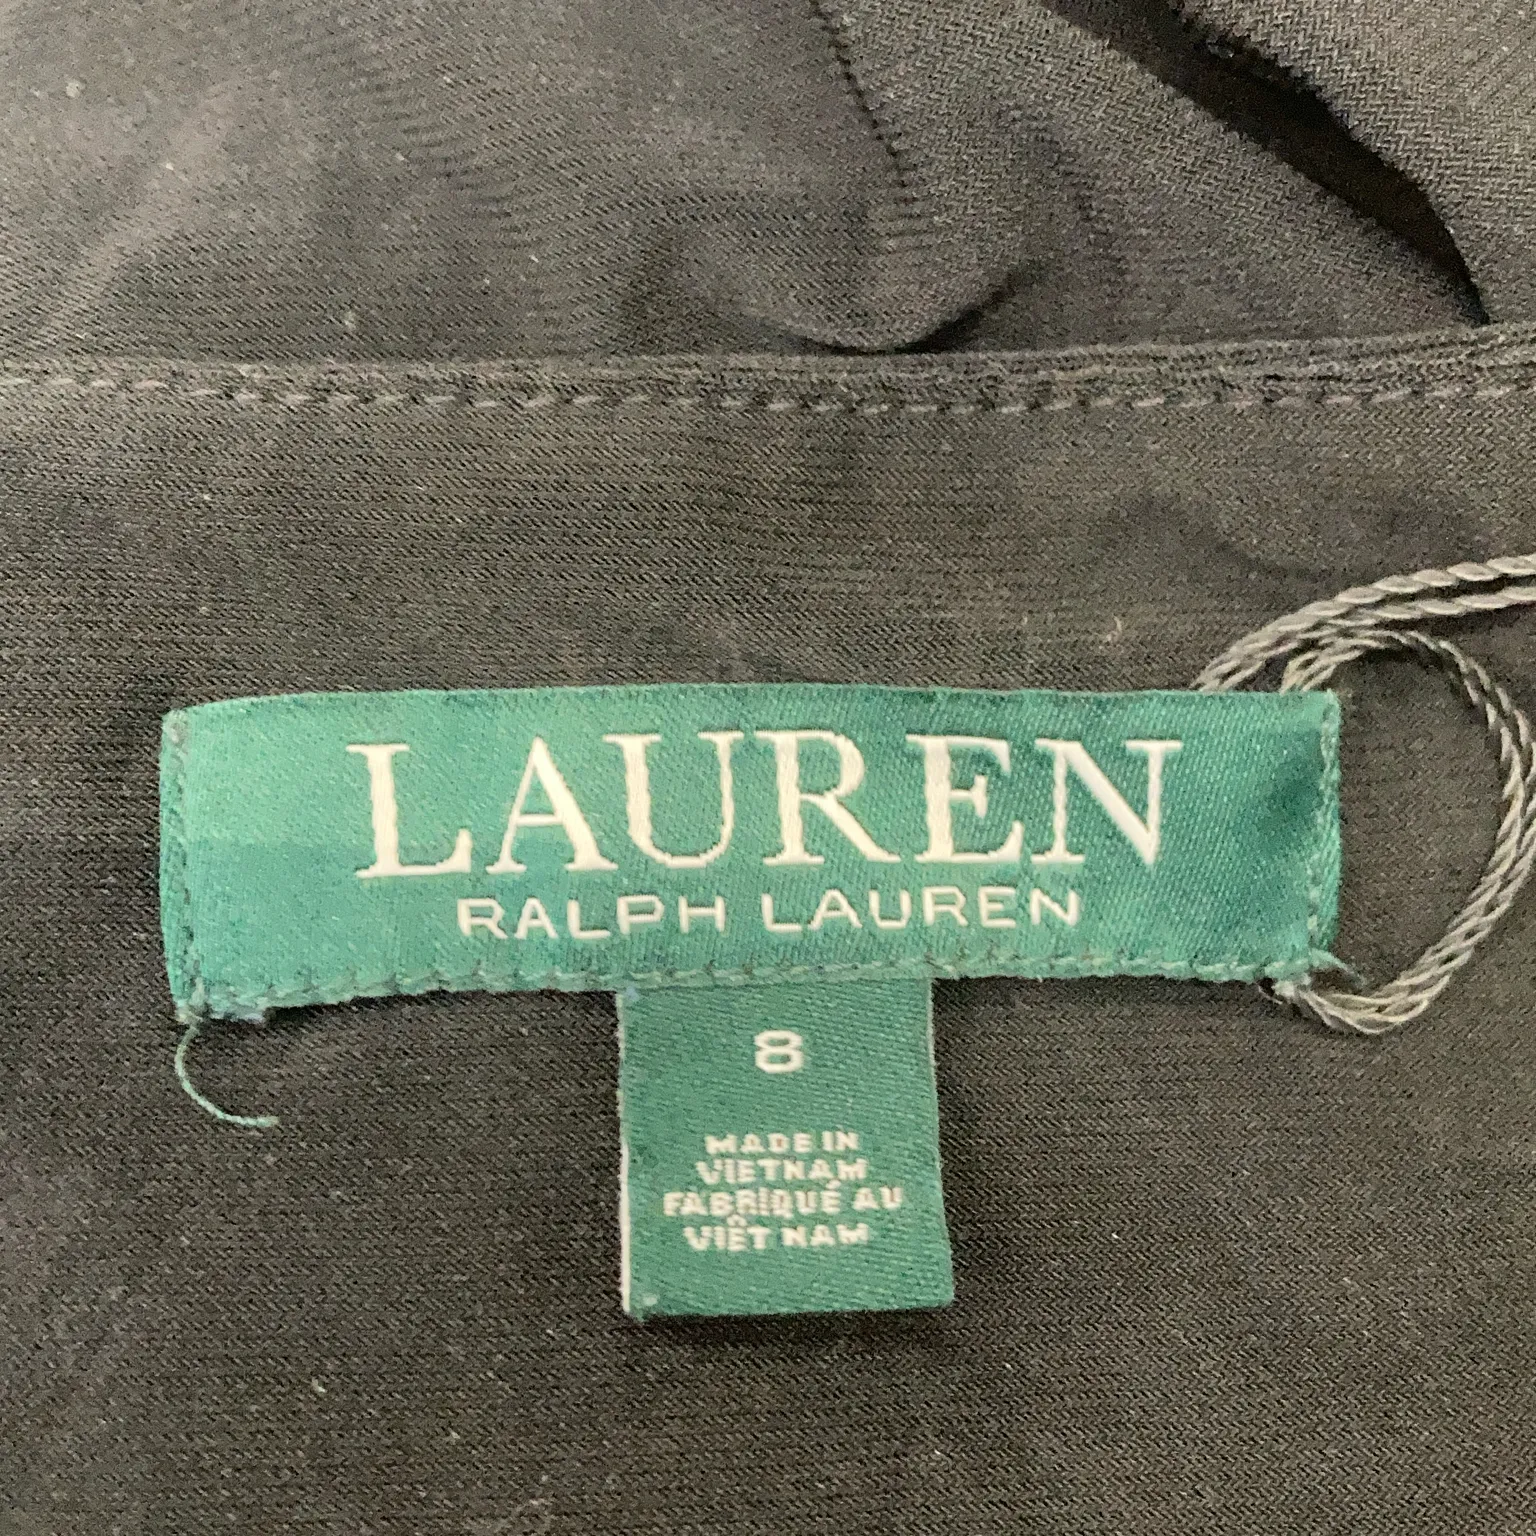 LAUREN
RALPH LAUREN
8
MADE IN
VIETNAM
FABRIQUÉ AU
VIÊT NAM